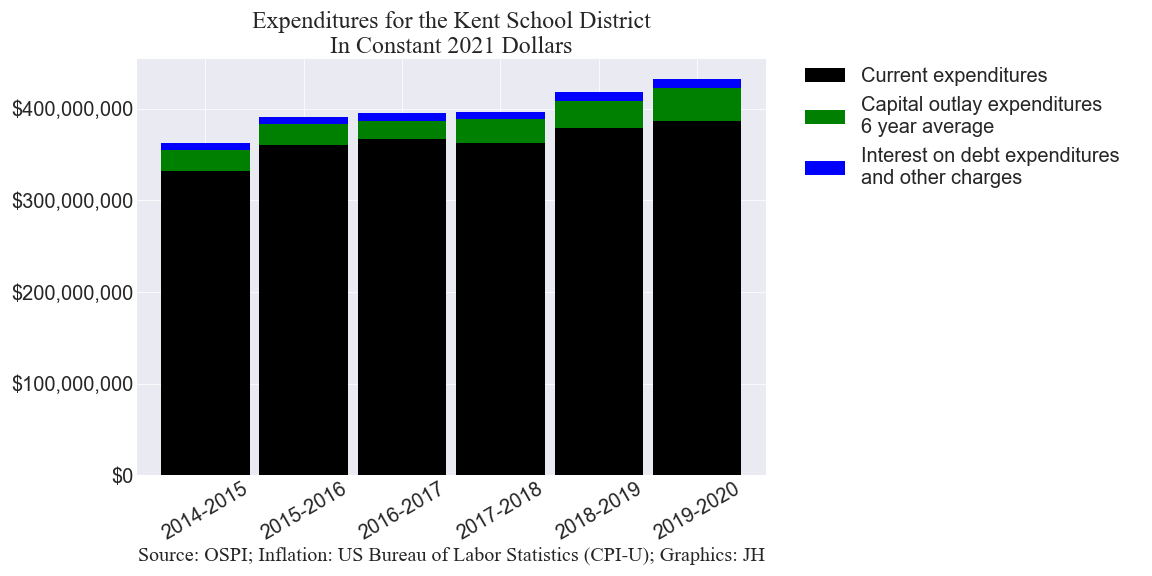 Expenditures for the Kent School District
In Constant 2021 Dollars
Current expenditures
Capital outlay expenditures
6 year average
Interest on debt expenditures
and other charges
$400,000,000
$300,000,000
$200,000,000
$100,000,000
$0
2014-2015
2015-2016
2016-2017
2017-2018
2018-2019
2019-2020
Source: OSPI; Inflation: US Bureau of Labor Statistics (CPI-U); Graphics: JH